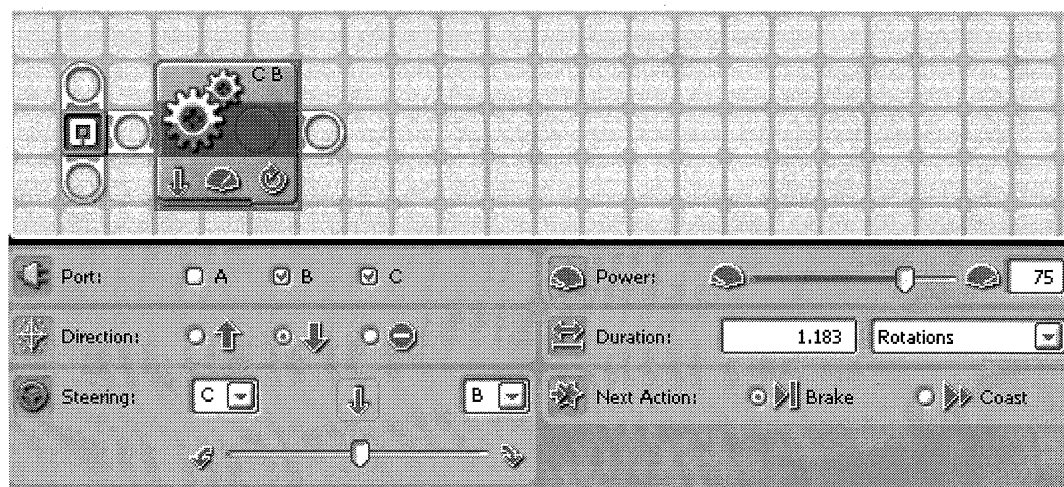 C B
Port: A B C
Power: 75
Direction:
Duration: 1.183 Rotations
Steering: C B
Next Action: Brake Coast